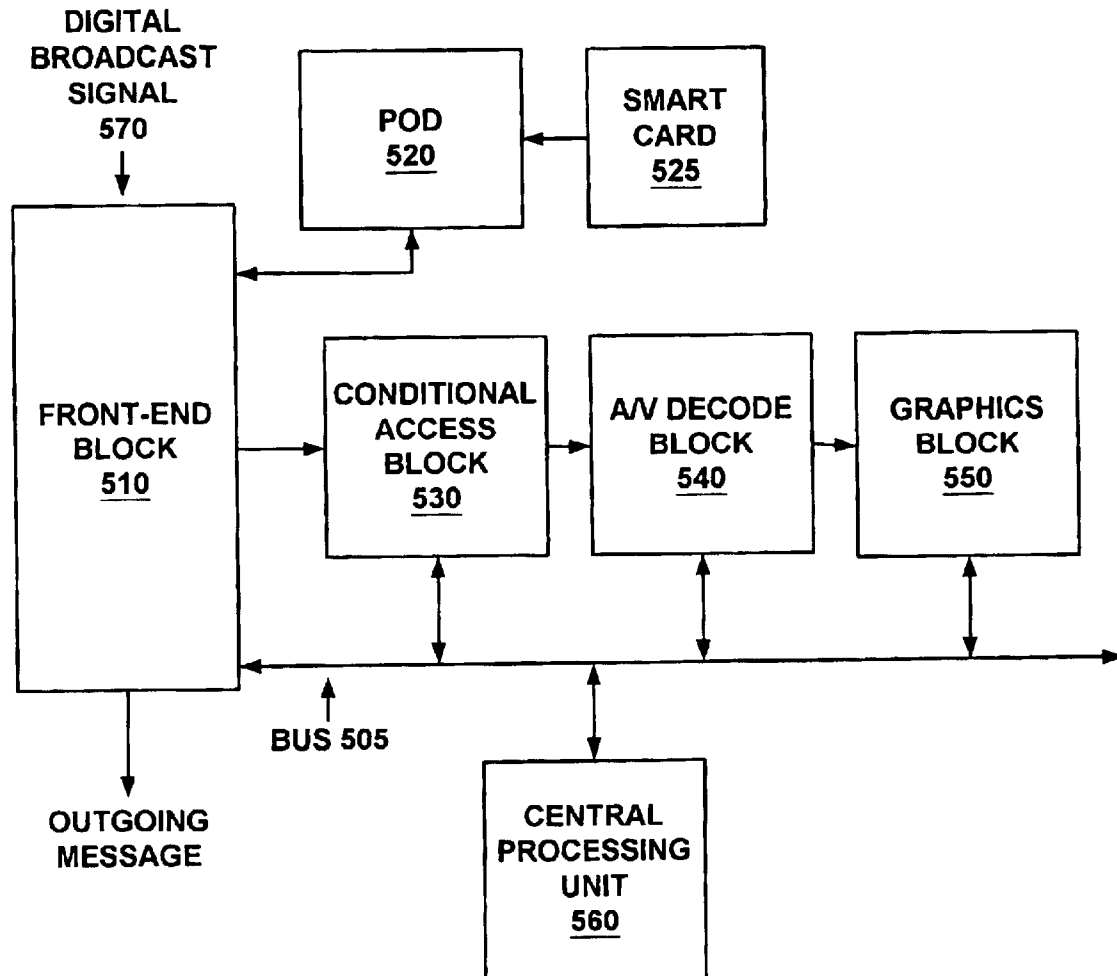 DIGITAL
BROADCAST
SIGNAL
570
POD
520
SMART
CARD
525
FRONT-END
BLOCK
510
CONDITIONAL
ACCESS
BLOCK
530
A/V DECODE
BLOCK
540
GRAPHICS
BLOCK
550
BUS 505
OUTGOING
MESSAGE
CENTRAL
PROCESSING
UNIT
560